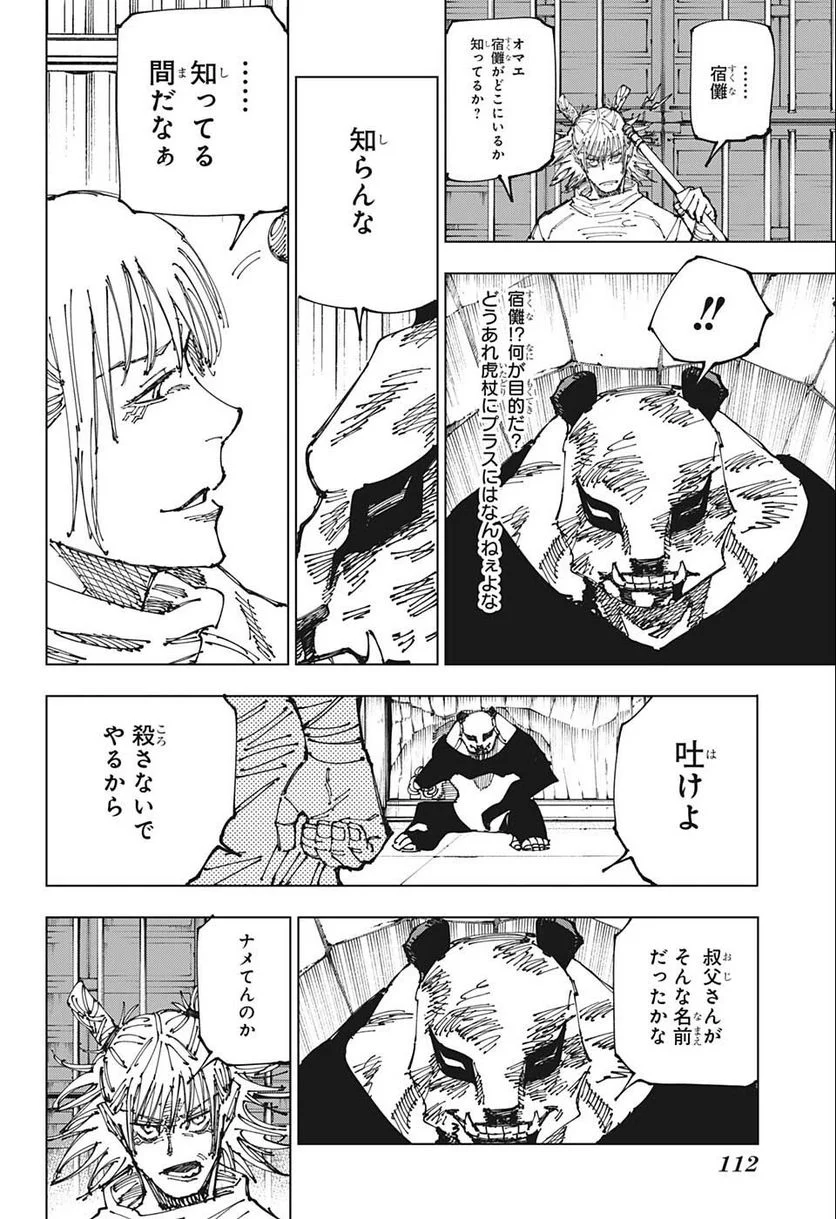 ……
宿儺
オマエ
宿儺がどこにいるか
知ってるか?
!!
宿儺!?何が目的だ?
どうあれ虎杖にプラスにはなんねぇよな
知らんな
……
知ってる
間だなぁ
吐けよ
殺さないで
やるから
叔父さんが
そんな名前
だったかな
ナメてんのか
112